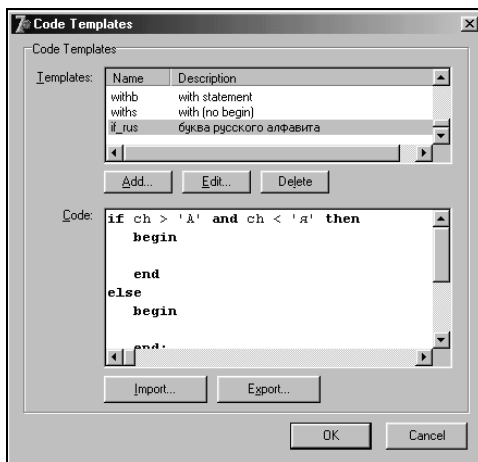 Code Templates
Code Templates
Templates:
Name Description
withb with statement
withs with (no begin)
if_rus буква русского алфавита
Add... Edit... Delete
Code:
if ch > 'А' and ch < 'я' then
begin
end
else
begin
end;
Import... Export...
OK Cancel